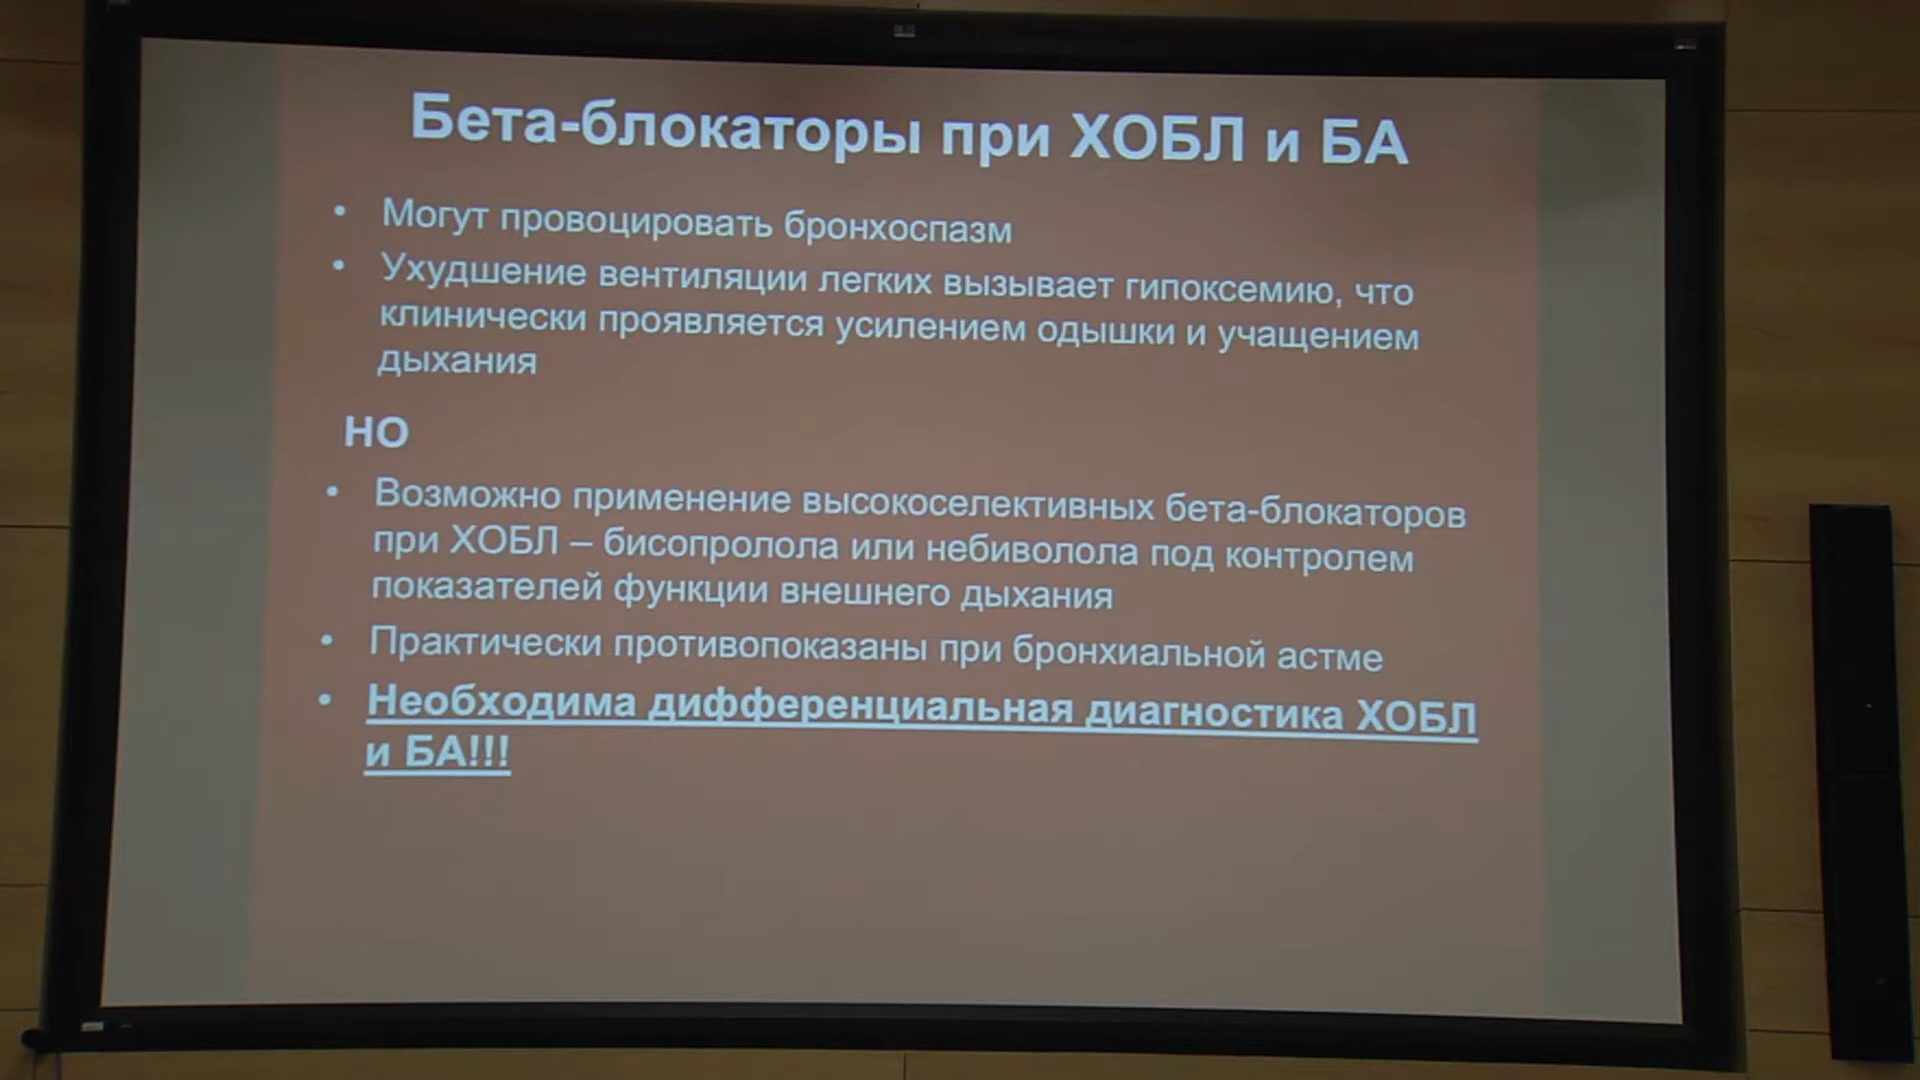 Бета-блокаторы при ХОБЛ и БА
• Могут провоцировать бронхоспазм
• Ухудшение вентиляции легких вызывает гипоксемию, что
клинически проявляется усилением одышки и учащением
дыхания
НО
• Возможно применение высокоселективных бета-блокаторов
при ХОБЛ – бисопролола или небиволола под контролем
показателей функции внешнего дыхания
• Практически противопоказаны при бронхиальной астме
• Необходима дифференциальная диагностика ХОБЛ
и БА!!!